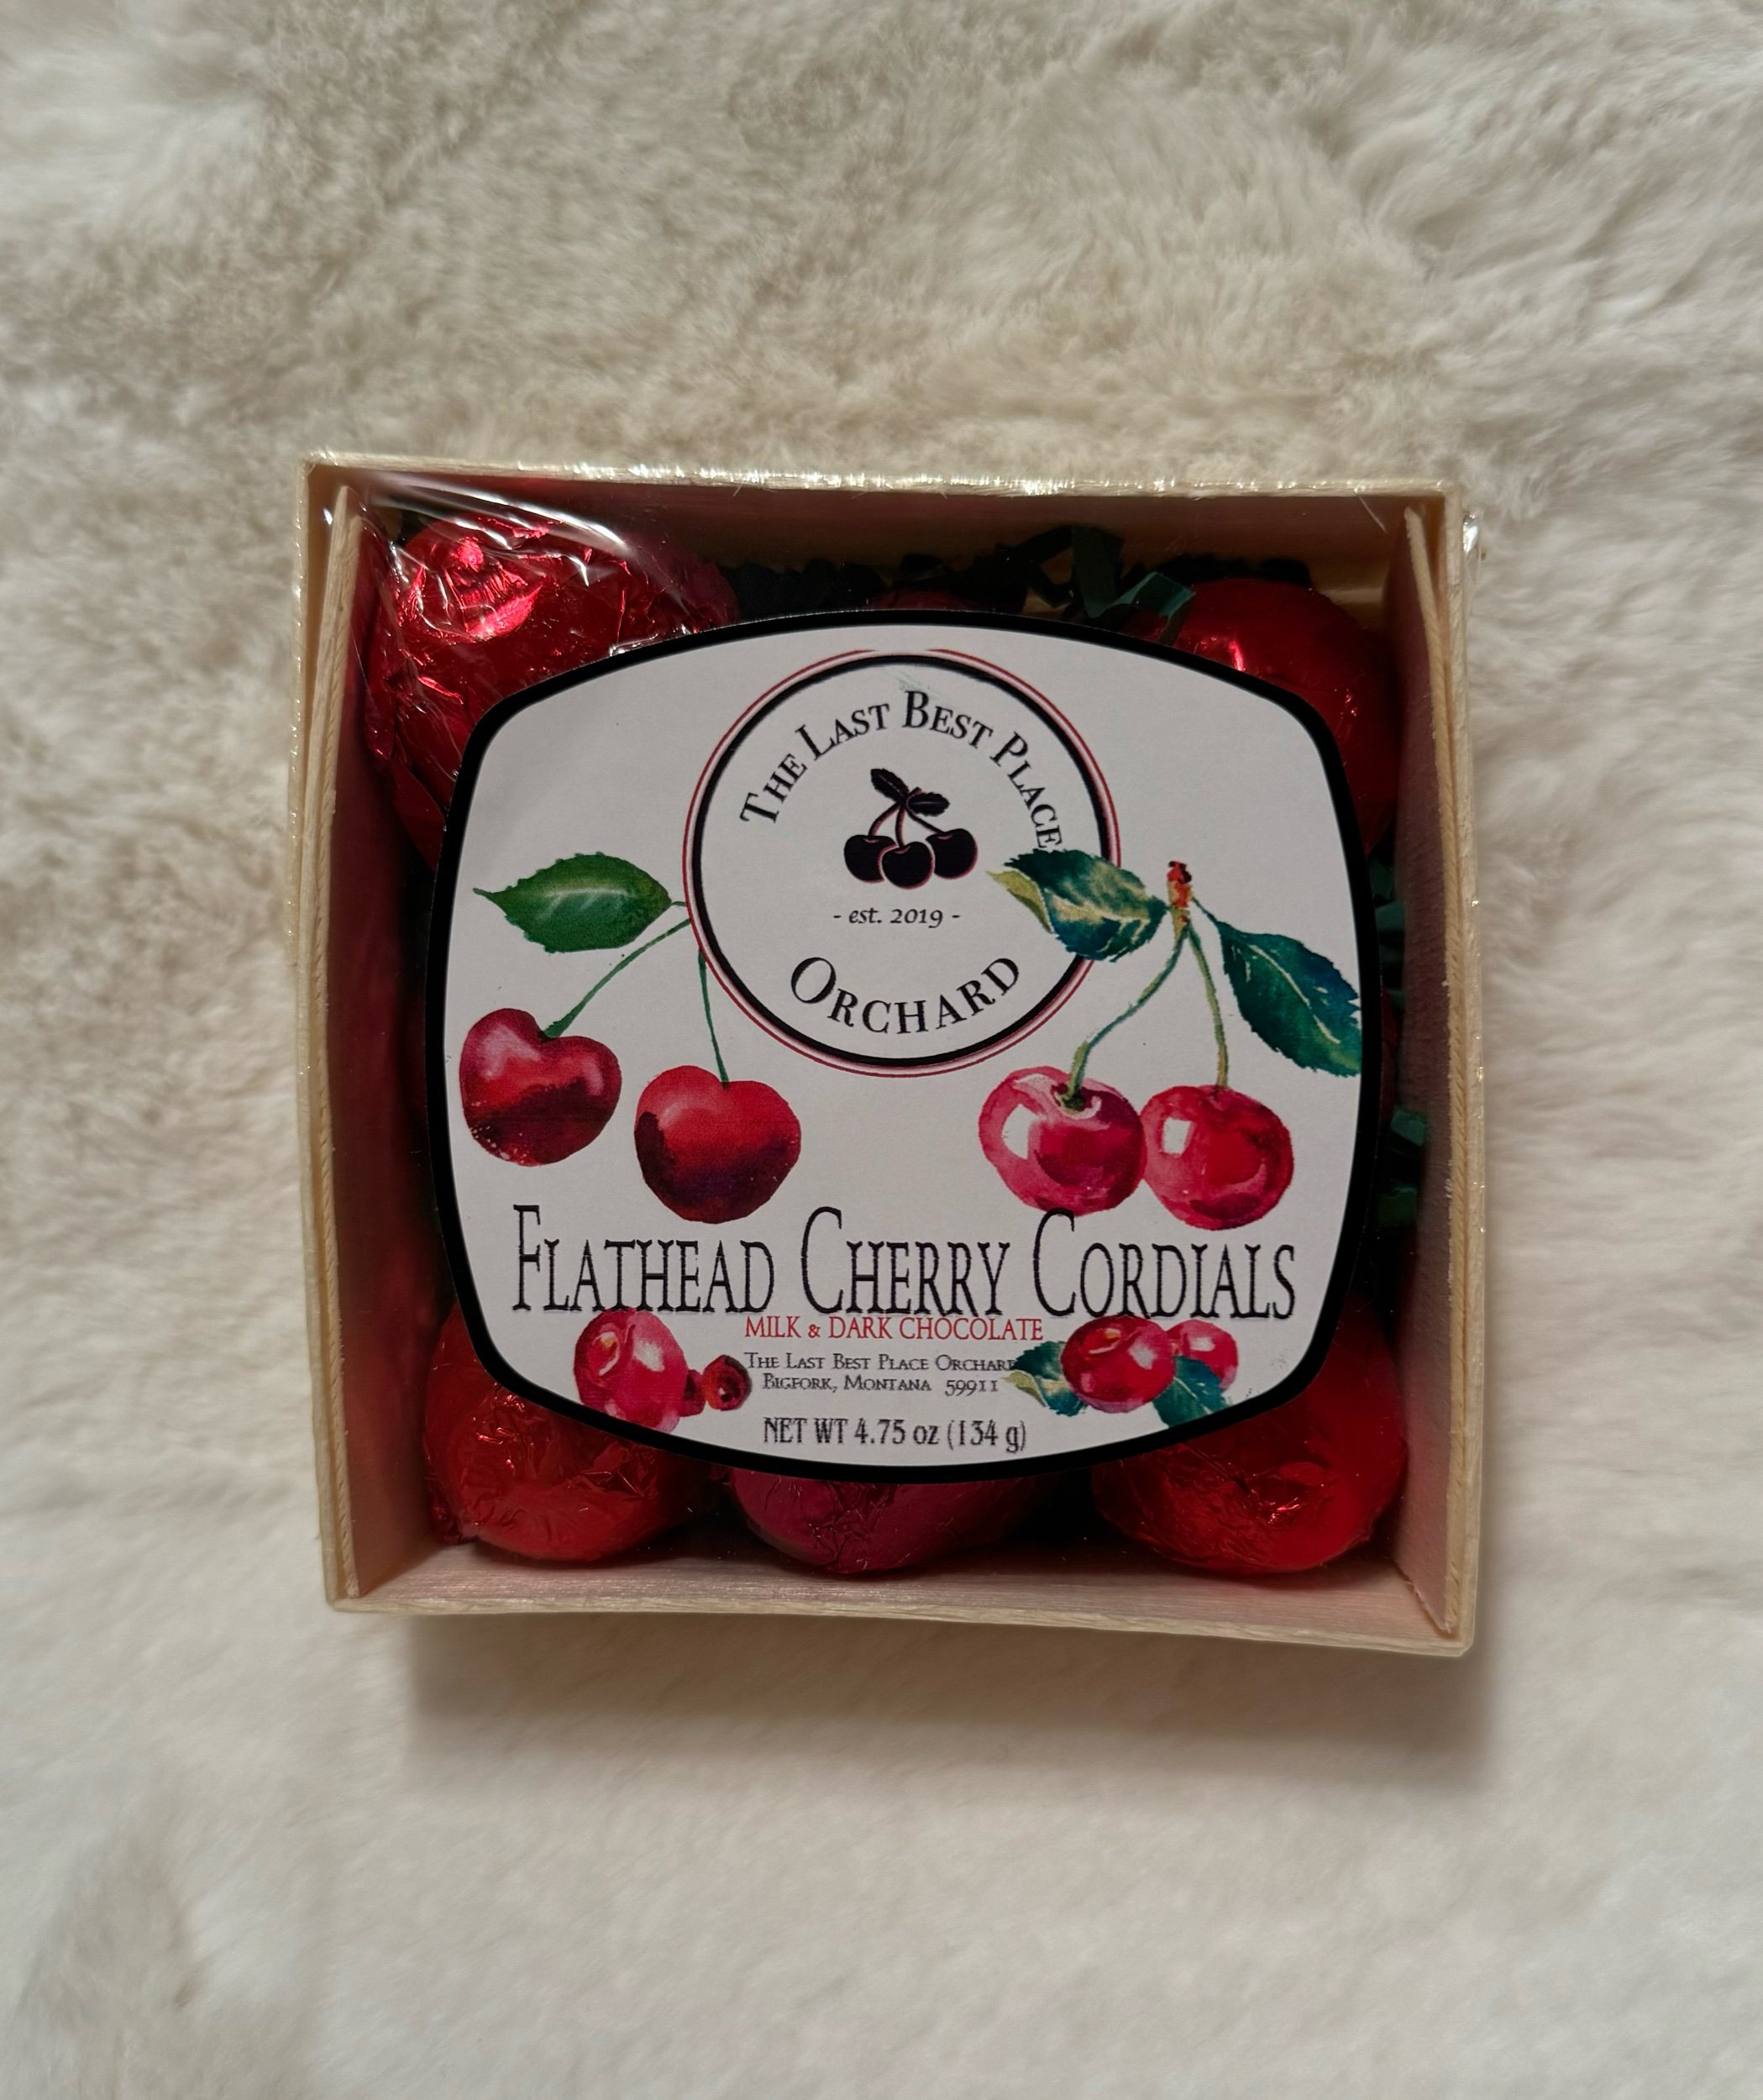 The Last Best Place
- est. 2019 -
Orchard
Flathead Cherry Cordials
MILK & DARK CHOCOLATE
The Last Best Place Orchard
Bigfork, Montana 59911
NET WT 4.75 oz (134 g)